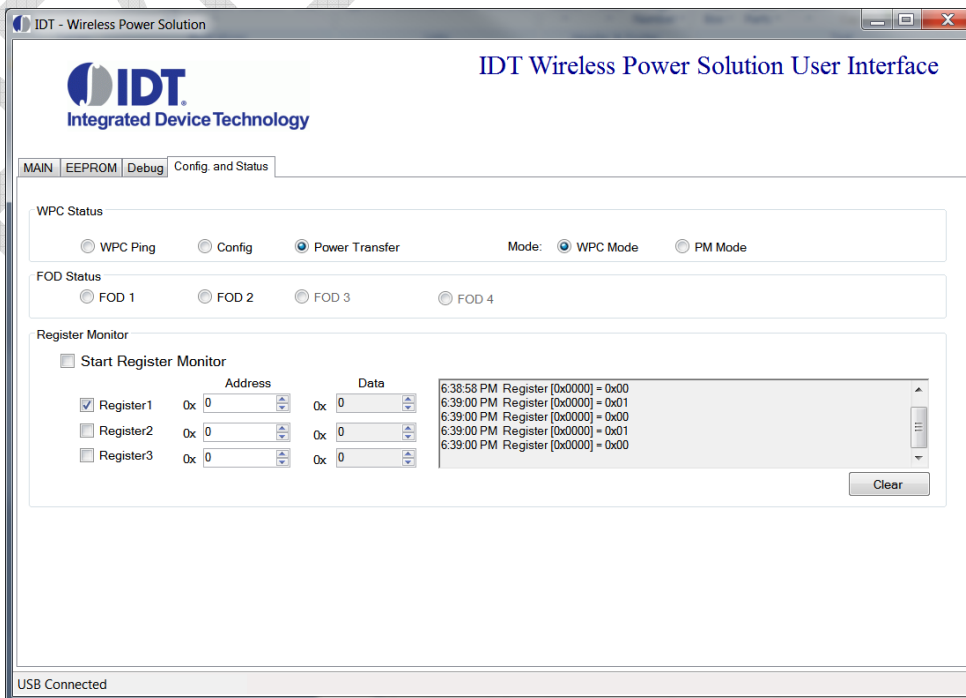 IDT - Wireless Power Solution
IDT Wireless Power Solution User Interface
IDT®
Integrated Device Technology
MAIN EEPROM Debug Config. and Status
WPC Status
WPC Ping Config Power Transfer Mode: WPC Mode PM Mode
FOD Status
FOD 1 FOD 2 FOD 3 FOD 4
Register Monitor
Start Register Monitor
Address Data
Register1 0x 0 0x 0
Register2 0x 0 0x 0
Register3 0x 0 0x 0
6:38:58 PM Register [0x0000] = 0x00
6:39:00 PM Register [0x0000] = 0x01
6:39:00 PM Register [0x0000] = 0x00
6:39:00 PM Register [0x0000] = 0x01
6:39:00 PM Register [0x0000] = 0x00
Clear
USB Connected